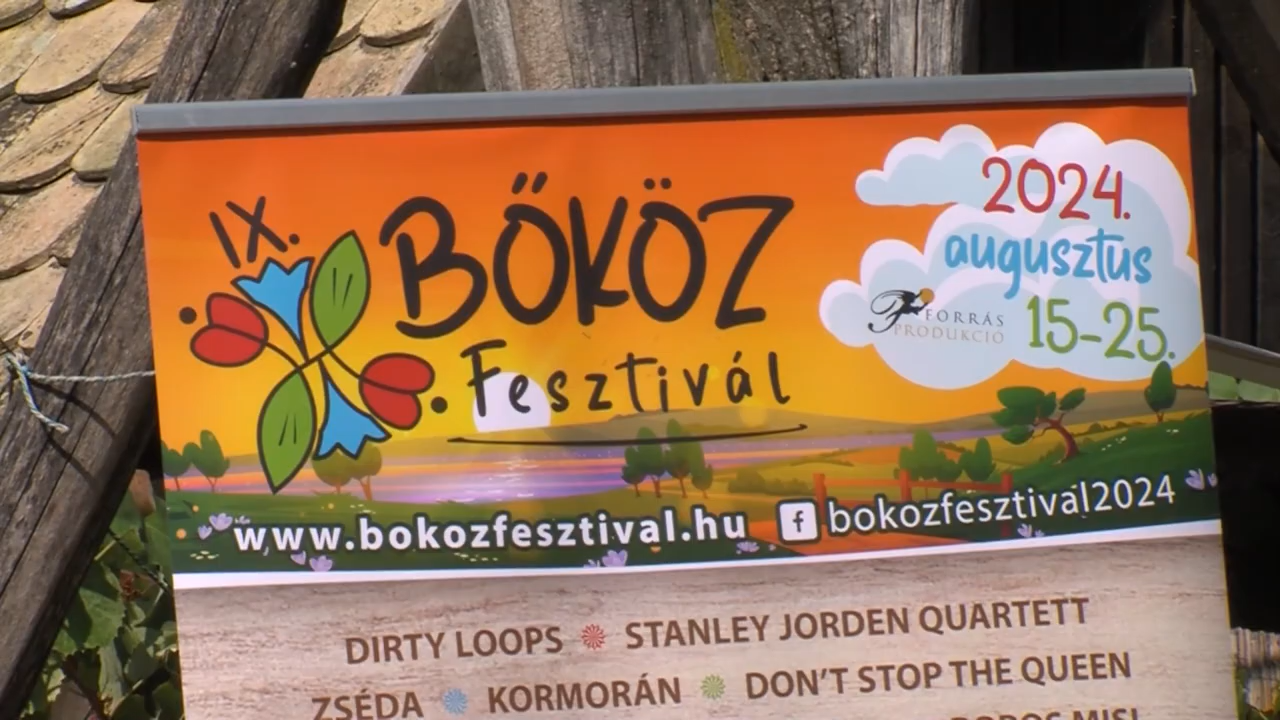 IX. BŐKÖZ
Fesztivál
2024.
augusztus
15-25.
FORRÁS
PRODUKCIÓ
www.bokozfesztival.hu f bokozfesztivál2024
DIRTY LOOPS STANLEY JORDEN QUARTETT
ZSÉDA KORMORÁN DON'T STOP THE QUEEN